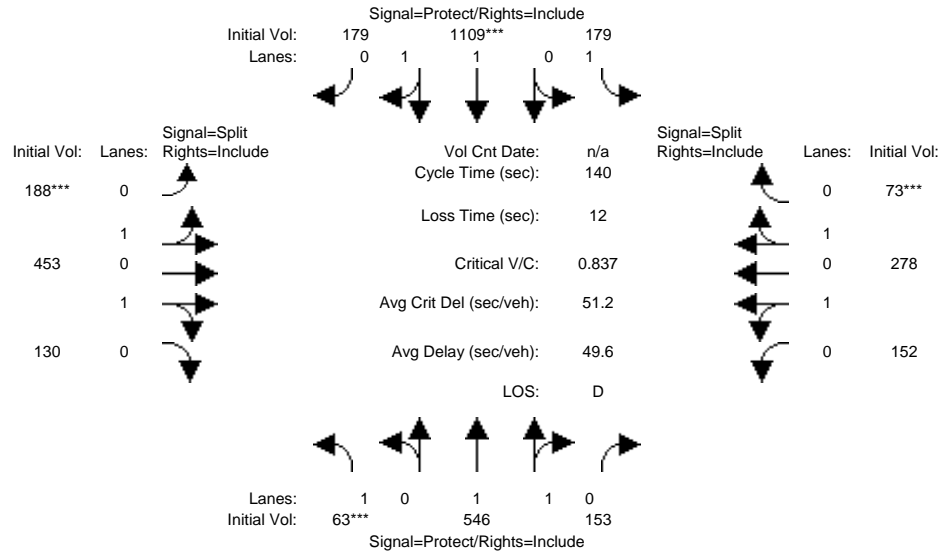 Signal=Protect/Rights=Include
Initial Vol: 179 1109*** 179
Lanes: 0 1 1 0 1
Signal=Split
Initial Vol: Lanes: Rights=Include
Vol Cnt Date: n/a
Signal=Split
Rights=Include Lanes: Initial Vol:
Cycle Time (sec): 140
188*** 0
0 73***
Loss Time (sec): 12
1
1
453 0
Critical V/C: 0.837
0 278
1
Avg Crit Del (sec/veh): 51.2
1
130 0
Avg Delay (sec/veh): 49.6
0 152
LOS: D
Lanes: 1 0 1 1 0
Initial Vol: 63*** 546 153
Signal=Protect/Rights=Include